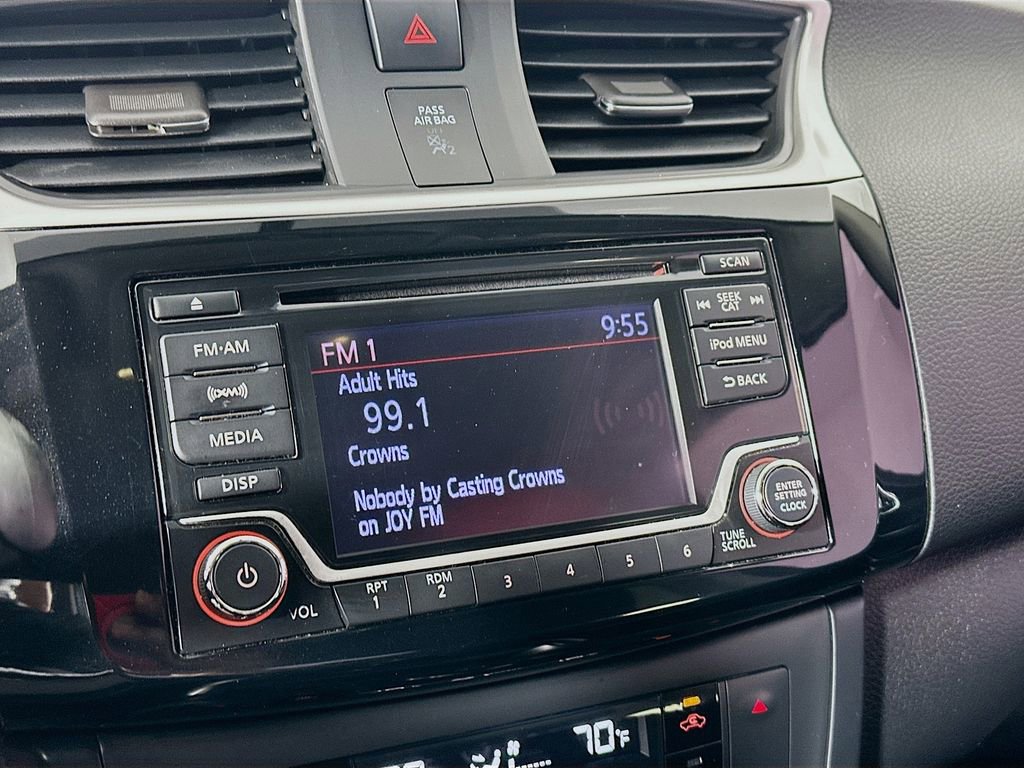 PASS
AIR BAG
OFF
2
SCAN
SEEK
CAT
iPod MENU
BACK
FM·AM
((XM))
MEDIA
DISP
FM 1 9:55
Adult Hits
99.1
Crowns
Nobody by Casting Crowns
on JOY FM
ENTER
SETTING
CLOCK
TUNE
SCROLL
VOL
RPT
1
RDM
2
3
4
5
6
70°F